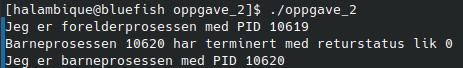 [halambique@bluefish oppgave_2]$ ./oppgave_2
Jeg er forelderprosessen med PID 10619
Barneprosessen 10620 har terminert med returstatus lik 0
Jeg er barneprosessen med PID 10620